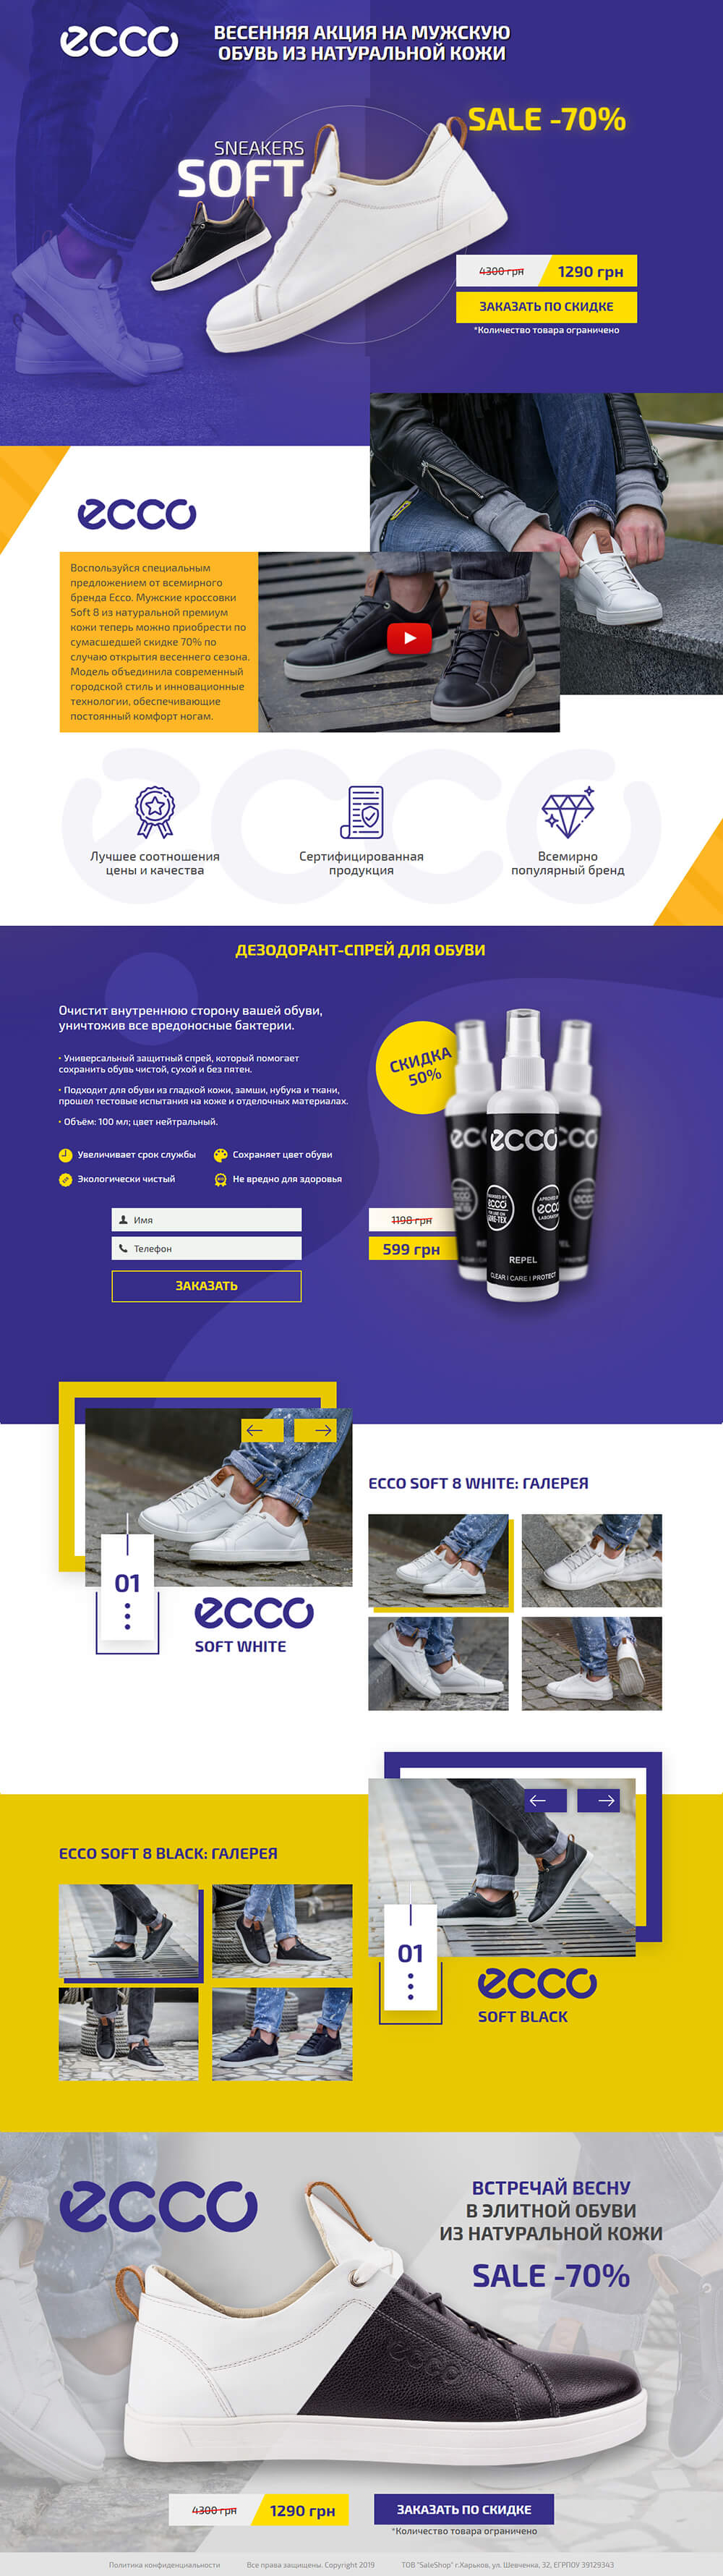 ecco
ВЕСЕННЯЯ АКЦИЯ НА МУЖСКУЮ
ОБУВЬ ИЗ НАТУРАЛЬНОЙ КОЖИ
SALE -70%
SNEAKERS
SOFT
4300 грн
1290 грн
ЗАКАЗАТЬ ПО СКИДКЕ
*Количество товара ограничено
ecco
Воспользуйся специальным
предложением от всемирного
бренда Ecco. Мужские кроссовки
Soft 8 из натуральной премиум
кожи теперь можно приобрести по
сумасшедшей скидке 70% по
случаю открытия весеннего сезона.
Модель объединила современный
городской стиль и инновационные
технологии, обеспечивающие
постоянный комфорт ногам.
ecco
Лучшее соотношения
цены и качества
Сертифицированная
продукция
Всемирно
популярный бренд
ДЕЗОДОРАНТ-СПРЕЙ ДЛЯ ОБУВИ
Очистит внутреннюю сторону вашей обуви,
уничтожив все вредоносные бактерии.
• Универсальный защитный спрей, который помогает
сохранить обувь чистой, сухой и без пятен.
• Подходит для обуви из гладкой кожи, замши, нубука и ткани,
прошел тестовые испытания на коже и отделочных материалах.
• Объём: 100 мл; цвет нейтральный.
Увеличивает срок службы
Сохраняет цвет обуви
Экологически чистый
Не вредно для здоровья
Имя
Телефон
ЗАКАЗАТЬ
СКИДКА
50%
1198 грн
599 грн
ecco
ecco
GORE-TEX
ecco
REPEL
CLEAR | CARE | PROTECT
ECCO SOFT 8 WHITE: ГАЛЕРЕЯ
01
ecco
SOFT WHITE
ECCO SOFT 8 BLACK: ГАЛЕРЕЯ
01
ecco
SOFT BLACK
ecco
ВСТРЕЧАЙ ВЕСНУ
В ЭЛИТНОЙ ОБУВИ
ИЗ НАТУРАЛЬНОЙ КОЖИ
SALE -70%
ecco
4300 грн
1290 грн
ЗАКАЗАТЬ ПО СКИДКЕ
*Количество товара ограничено
Политика конфиденциальности
Все права защищены. Copyright 2019
ТОВ "SaleShop" г.Харьков, ул. Шевченка, 32, ЕГРПОУ 39129343